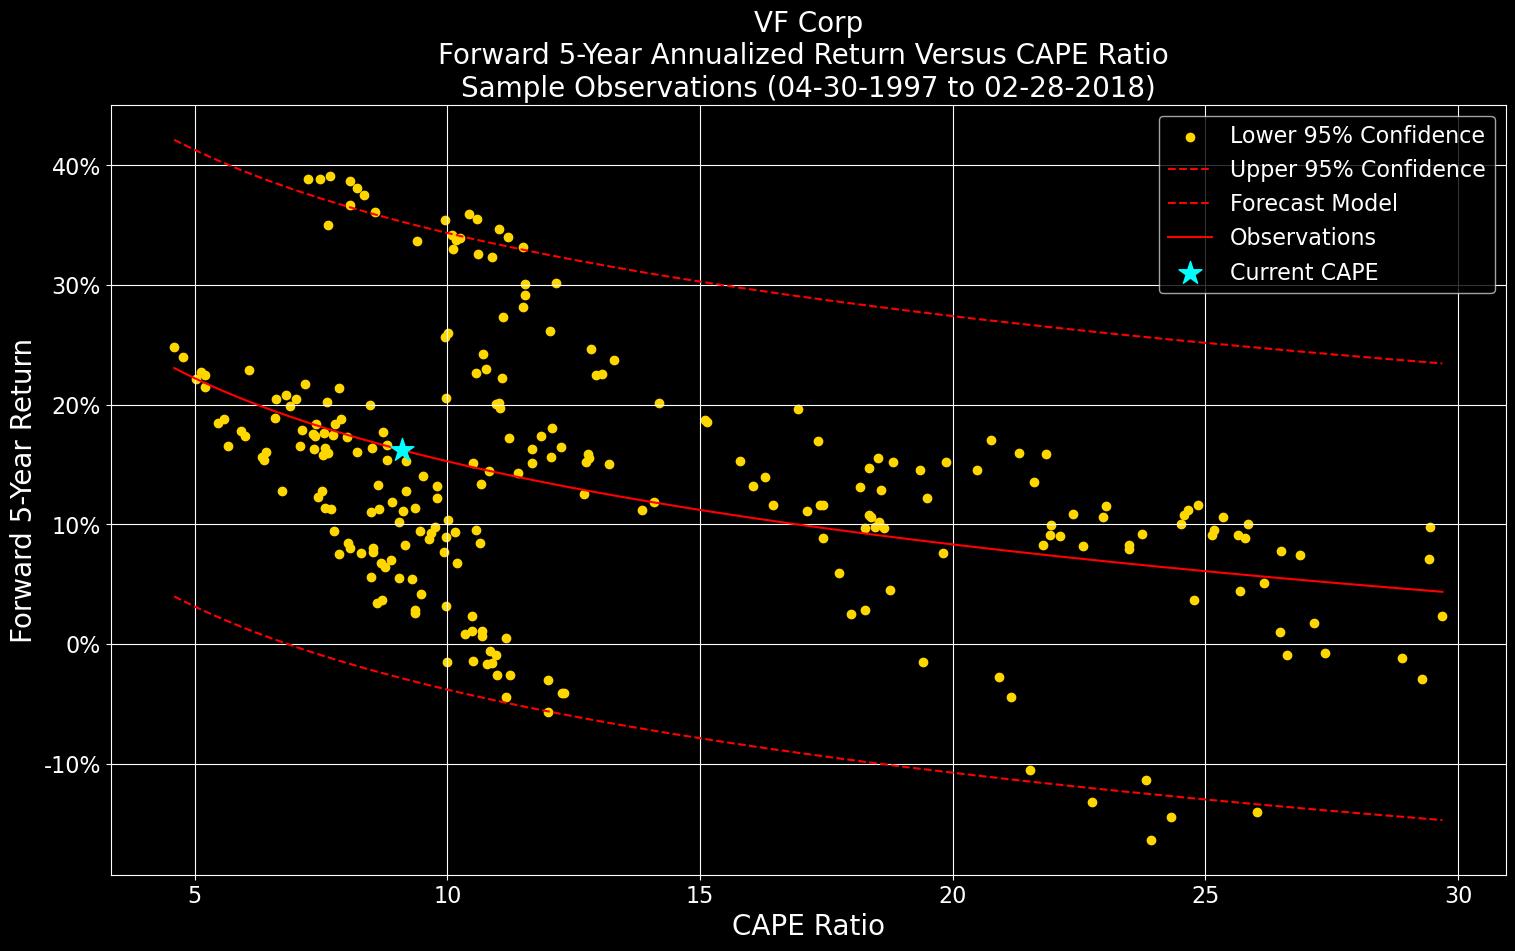 VF Corp
Forward 5-Year Annualized Return Versus CAPE Ratio
Sample Observations (04-30-1997 to 02-28-2018)
Lower 95% Confidence
Upper 95% Confidence
Forecast Model
Observations
Current CAPE
Forward 5-Year Return
40%
30%
20%
10%
0%
-10%
5 10 15 20 25 30
CAPE Ratio